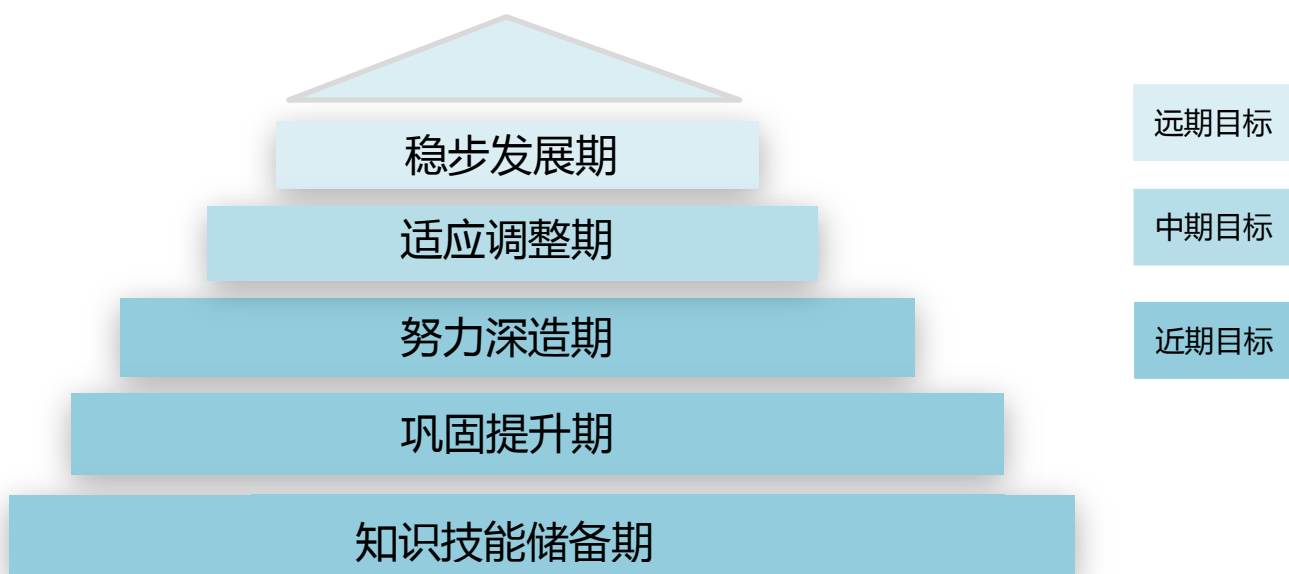 稳步发展期
适应调整期
努力深造期
巩固提升期
知识技能储备期
远期目标
中期目标
近期目标